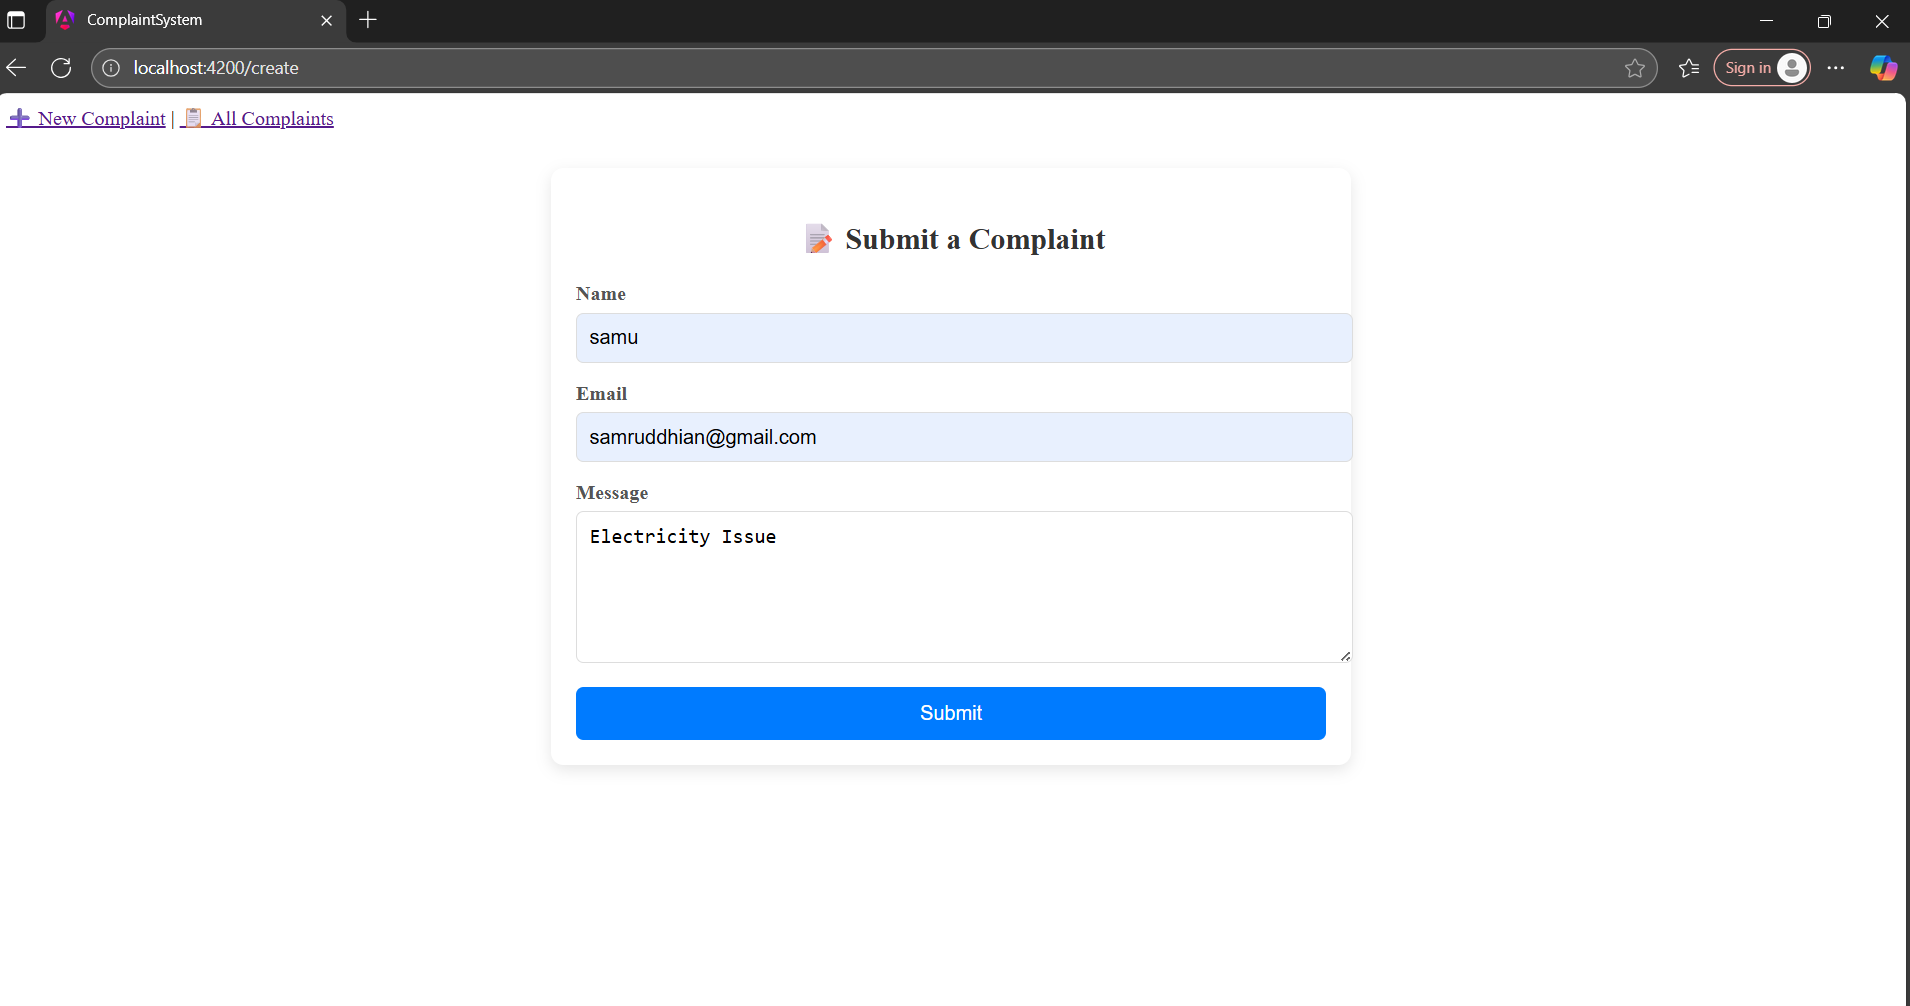 ComplaintSystem
localhost:4200/create
Sign in
➕ New Complaint | 📋 All Complaints
📝 Submit a Complaint
Name
samu
Email
samruddhian@gmail.com
Message
Electricity Issue
Submit